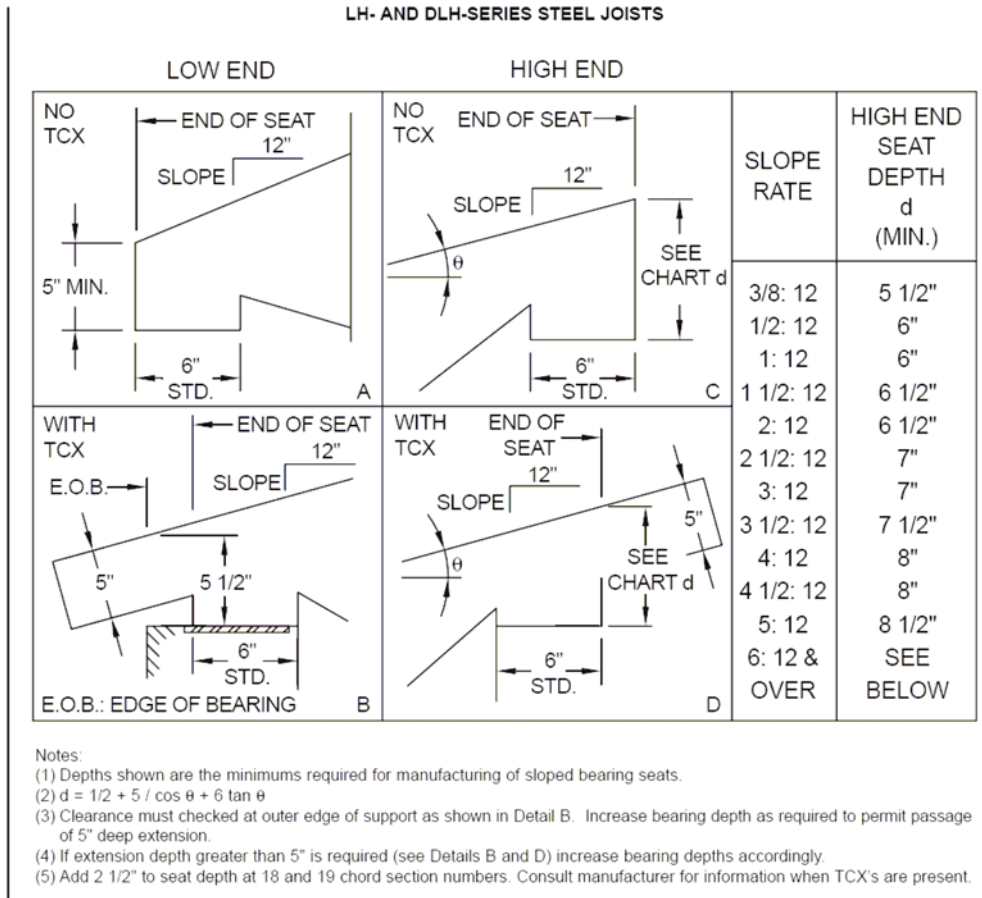 LH- AND DLH-SERIES STEEL JOISTS
LOW END
HIGH END
NO
TCX
END OF SEAT
12"
SLOPE
5" MIN.
6"
STD.
A
NO
TCX
END OF SEAT
12"
SLOPE
θ
SEE
CHART d
6"
STD.
C
WITH
TCX
END OF SEAT
12"
E.O.B.
SLOPE
5"
5 1/2"
6"
STD.
E.O.B.: EDGE OF BEARING
B
WITH
TCX
END OF
SEAT
12"
SLOPE
5"
θ
SEE
CHART d
6"
STD.
D
SLOPE
RATE
HIGH END
SEAT
DEPTH
d
(MIN.)
3/8: 12 5 1/2"
1/2: 12 6"
1: 12 6"
1 1/2: 12 6 1/2"
2: 12 6 1/2"
2 1/2: 12 7"
3: 12 7"
3 1/2: 12 7 1/2"
4: 12 8"
4 1/2: 12 8"
5: 12 8 1/2"
6: 12 & SEE
OVER BELOW
Notes:
(1) Depths shown are the minimums required for manufacturing of sloped bearing seats.
(2) d = 1/2 + 5 / cos θ + 6 tan θ
(3) Clearance must checked at outer edge of support as shown in Detail B. Increase bearing depth as required to permit passage
of 5" deep extension.
(4) If extension depth greater than 5" is required (see Details B and D) increase bearing depths accordingly.
(5) Add 2 1/2" to seat depth at 18 and 19 chord section numbers. Consult manufacturer for information when TCX's are present.